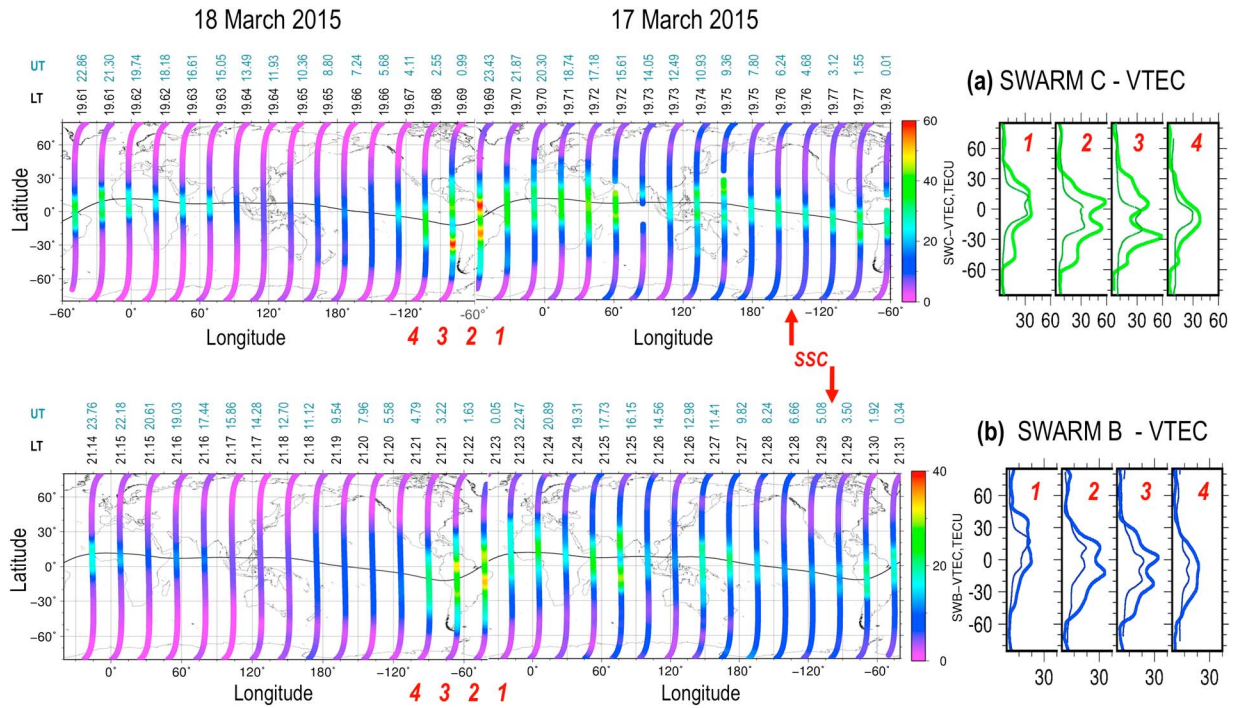 18 March 2015 17 March 2015
UT 22.86 21.30 19.74 18.18 16.61 15.05 13.49 11.93 10.36 8.80 7.24 5.68 4.11 2.55 0.99 23.43 21.87 20.30 18.74 17.18 15.61 14.05 12.49 10.93 9.36 7.80 6.24 4.68 3.12 1.55 0.01
LT 19.61 19.61 19.62 19.62 19.63 19.63 19.64 19.64 19.65 19.65 19.66 19.66 19.67 19.68 19.69 19.69 19.70 19.70 19.71 19.72 19.72 19.73 19.73 19.74 19.75 19.75 19.76 19.76 19.77 19.77 19.78
Latitude
60°
30°
0°
−30°
−60°
−60° 0° 60° 120° 180° −120° −60° 0° 60° 120° 180° −120° −60°
Longitude Longitude
4 3 2 1
60
40
20
0
SWC−VTEC,TECU
(a) SWARM C - VTEC
1 2 3 4
60
30
0
-30
-60
30 60 30 60 30 60 30 60
SSC
UT 23.76 22.18 20.61 19.03 17.44 15.86 14.28 12.70 11.12 9.54 7.96 5.58 4.79 3.22 1.63 0.05 22.47 20.89 19.31 17.73 16.15 14.56 12.98 11.41 9.82 8.24 6.66 5.08 3.50 1.92 0.34
LT 21.14 21.15 21.15 21.16 21.16 21.17 21.17 21.18 21.18 21.19 21.20 21.20 21.21 21.21 21.22 21.23 21.23 21.24 21.24 21.25 21.25 21.26 21.26 21.27 21.27 21.28 21.28 21.29 21.29 21.30 21.31
Latitude
60°
30°
0°
−30°
−60°
0° 60° 120° 180° −120° −60° 0° 60° 120° 180° −120° −60°
Longitude Longitude
4 3 2 1
40
20
0
SWB−VTEC,TECU
(b) SWARM B - VTEC
1 2 3 4
60
30
0
-30
-60
30 30 30 30